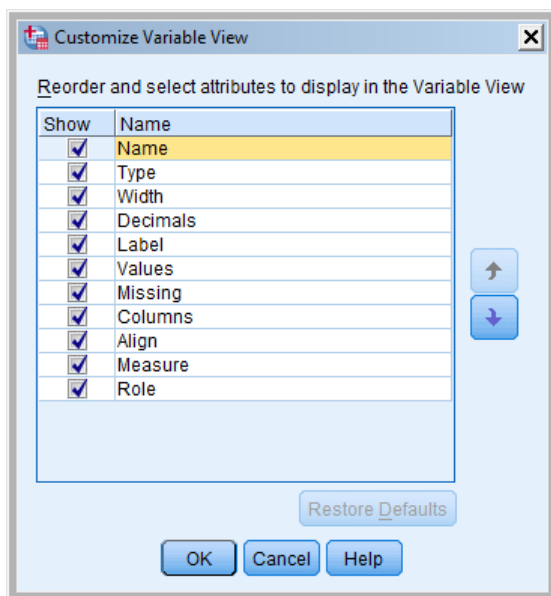 Customize Variable View
Reorder and select attributes to display in the Variable View
Show Name
Name
Type
Width
Decimals
Label
Values
Missing
Columns
Align
Measure
Role
Restore Defaults
OK Cancel Help